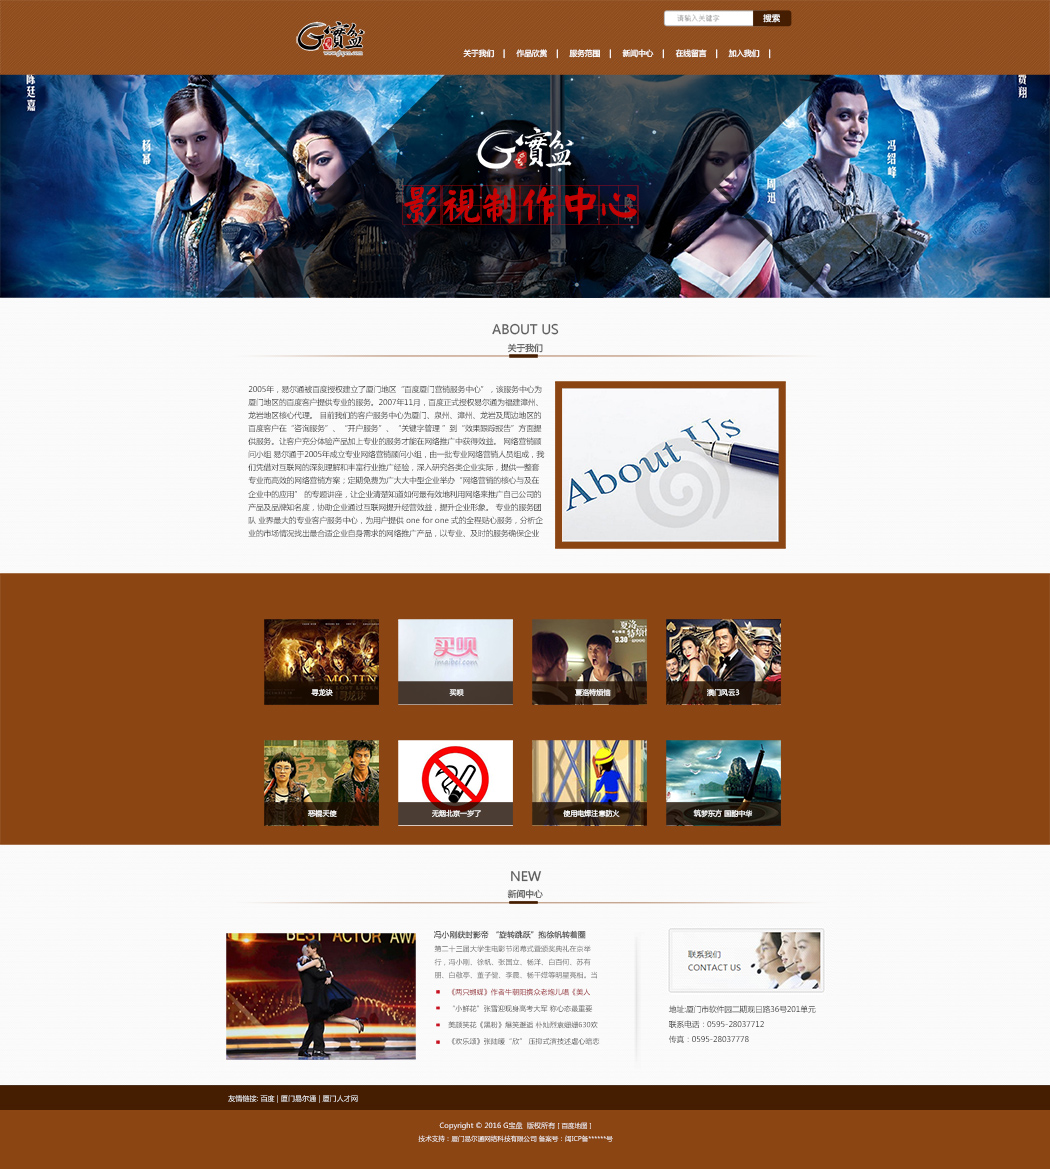 请输入关键字 搜索
G宝盆
关于我们 | 作品欣赏 | 服务范围 | 新闻中心 | 在线留言 | 加入我们 |
陈廷嘉
杨幂
G寶盆
影視制作中心
周迅
冯绍峰
费翔
ABOUT US
关于我们
2005年，易尔通被百度授权建立了厦门地区“百度厦门营销服务中心”，该服务中心为
厦门地区的百度客户提供专业的服务。2007年11月，百度正式授权易尔通为福建漳州、
龙岩地区核心代理。 目前我们的客户服务中心为厦门、泉州、漳州、龙岩及周边地区的
百度客户在“咨询服务”、“开户服务”、“关键字管理 ”到“效果跟踪报告”方面提
供服务。让客户充分体验产品加上专业的服务才能在网络推广中获得效益。 网络营销顾
问小组 易尔通于2005年成立专业网络营销顾问小组，由一批专业网络营销人员组成，我
们凭借对互联网的深刻理解和丰富行业推广经验，深入研究各类企业实际，提供一整套
专业而高效的网络营销方案；定期免费为广大大中型企业举办“网络营销的核心与及在
企业中的应用” 的专题讲座，让企业清楚知道如何最有效地利用网络来推广自己公司的
产品及品牌知名度，协助企业通过互联网提升经营效益，提升企业形象。 专业的服务团
队 业界最大的专业客户服务中心，为用户提供 one for one 式的全程贴心服务，分析企
业的市场情况找出最合适企业自身需求的网络推广产品，以专业、及时的服务确保企业
About Us
MOJIN
寻龙诀
买呗
imaibei.com
买呗
夏洛特烦恼
9.30
夏洛特烦恼
澳门风云3
恶棍天使
无烟北京一岁了
使用电焊注意防火
筑梦东方 国韵中华
NEW
新闻中心
BEST ACTOR AWA
冯小刚获封影帝 “旋转跳跃”抱徐帆转着圈
第二十三届大学生电影节闭幕式暨颁奖典礼在京举
行，冯小刚、徐帆、张国立、杨洋、白百何、苏有
朋、白敬亭、董子健、李晨、杨千嬅等明星亮相。当
《两只蝴蝶》作者牛朝阳携众老炮儿唱《美人
“小鲜花”张雪迎现身高考大军 称心态最重要
美颜笑花《黑粉》爆笑邂逅 朴灿烈袁姗姗630欢
《欢乐颂》张陆暖“欣” 压抑式演技述虐心暗恋
联系我们
CONTACT US
地址:厦门市软件园二期观日路36号201单元
联系电话：0595-28037712
传真：0595-28037778
友情链接: 百度 | 厦门易尔通 | 厦门人才网
Copyright © 2016 G宝盘 版权所有 [ 百度地图 ]
技术支持：厦门易尔通网络科技有限公司 备案号：闽ICP备******号